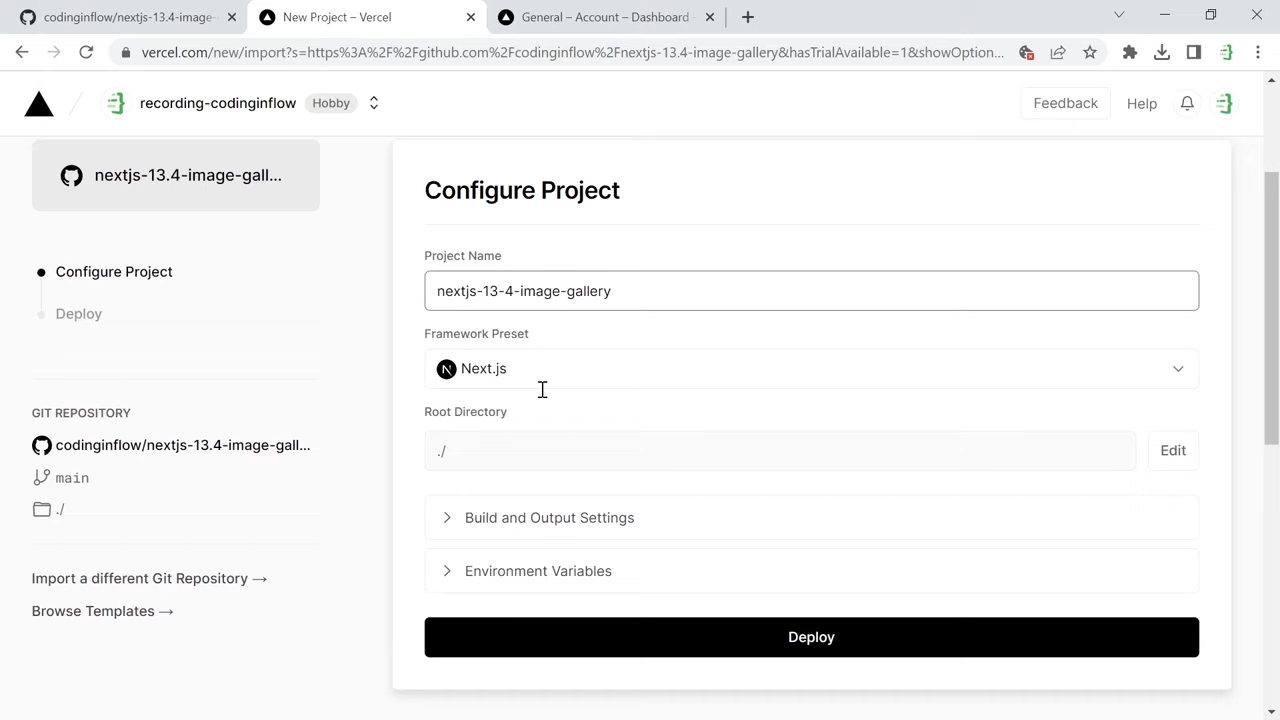 codinginflow/nextjs-13.4-image-
New Project – Vercel
General – Account – Dashboard
vercel.com/new/import?s=https%3A%2F%2Fgithub.com%2Fcodinginflow%2Fnextjs-13.4-image-gallery&hasTrialAvailable=1&showOption...
recording-codinginflow
Hobby
Feedback
Help
nextjs-13.4-image-gall...
Configure Project
Deploy
GIT REPOSITORY
codinginflow/nextjs-13.4-image-gall...
main
./
Import a different Git Repository →
Browse Templates →
Configure Project
Project Name
nextjs-13-4-image-gallery
Framework Preset
N Next.js
Root Directory
./
Edit
Build and Output Settings
Environment Variables
Deploy